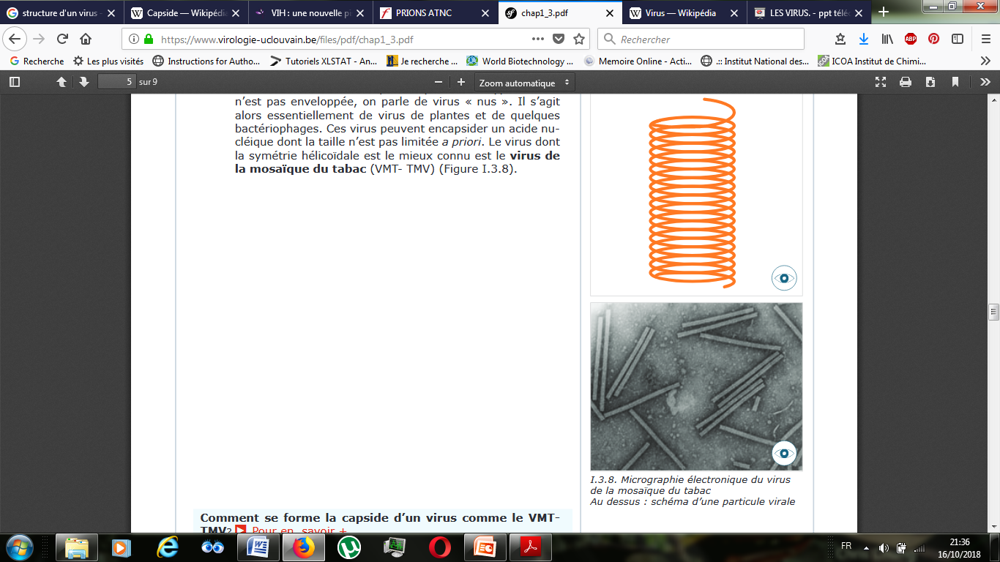 structure d'un virus -
Capside — Wikipédi
VIH : une nouvelle pi
PRIONS ATNC
chap1_3.pdf
Virus — Wikipédia
LES VIRUS. - ppt téléc
https://www.virologie-uclouvain.be/files/pdf/chap1_3.pdf
Rechercher
ABP
Recherche
Les plus visités
Instructions for Autho...
Tutoriels XLSTAT - An...
Je recherche ...
World Biotechnology ...
Memoire Online - Acti...
.:: Institut National des...
ICOA Institut de Chimi...
5 sur 9
Zoom automatique
n'est pas enveloppée, on parle de virus « nus ». Il s'agit
alors essentiellement de virus de plantes et de quelques
bactériophages. Ces virus peuvent encapsider un acide nu-
cléique dont la taille n'est pas limitée a priori. Le virus dont
la symétrie hélicoïdale est le mieux connu est le virus de
la mosaïque du tabac (VMT- TMV) (Figure I.3.8).
I.3.8. Micrographie électronique du virus
de la mosaïque du tabac
Au dessus : schéma d'une particule virale
Comment se forme la capside d'un virus comme le VMT-
TMV? Pour en savoir +
FR
21:36
16/10/2018